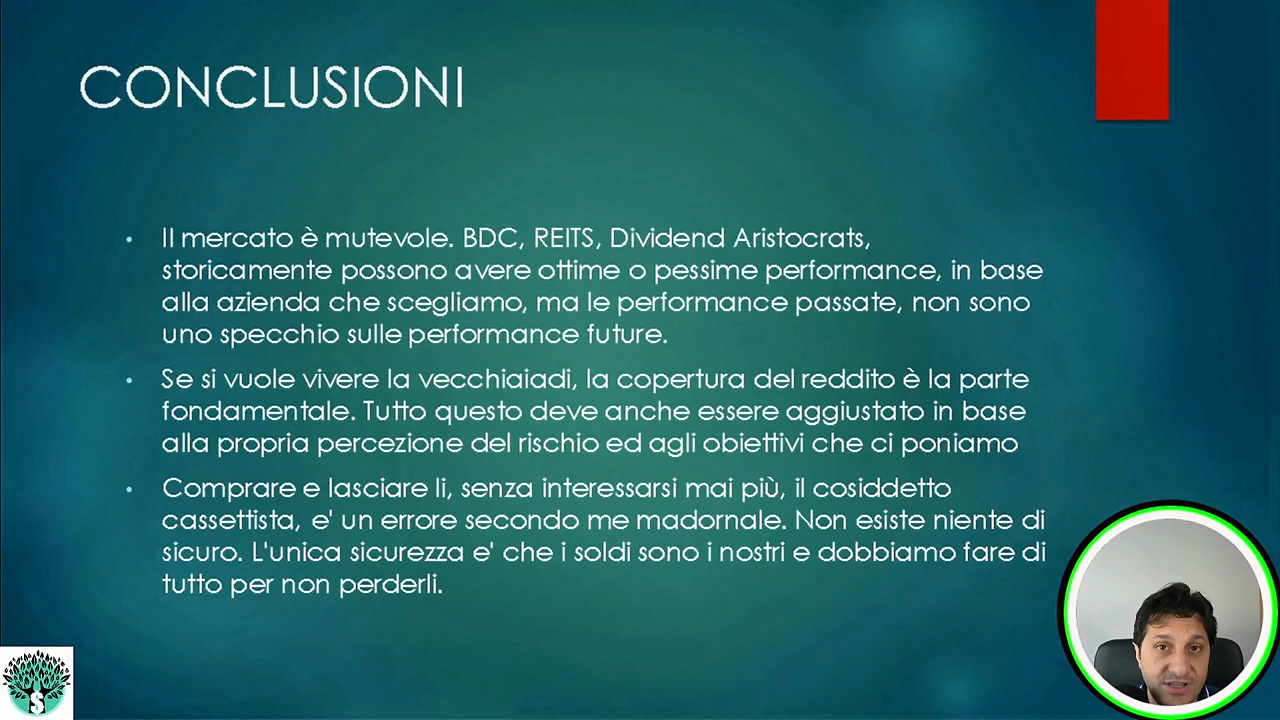 CONCLUSIONI
• Il mercato è mutevole. BDC, REITS, Dividend Aristocrats,
storicamente possono avere ottime o pessime performance, in base
alla azienda che scegliamo, ma le performance passate, non sono
uno specchio sulle performance future.
• Se si vuole vivere la vecchiaiadi, la copertura del reddito è la parte
fondamentale. Tutto questo deve anche essere aggiustato in base
alla propria percezione del rischio ed agli obiettivi che ci poniamo
• Comprare e lasciare li, senza interessarsi mai più, il cosiddetto
cassettista, e' un errore secondo me madornale. Non esiste niente di
sicuro. L'unica sicurezza e' che i soldi sono i nostri e dobbiamo fare di
tutto per non perderli.
$